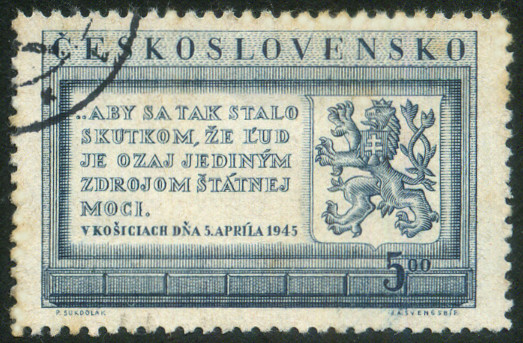 ČESKOSLOVENSKO
„ABY SA TAK STALO
SKUTKOM, ŽE ĽUD
JE OZAJ JEDINÝM
ZDROJOM ŠTÁTNEJ
MOCI.
V KOŠICIACH DŇA 5. APRÍĽA 1945
5,00
P. SUKDOLÁK
J.A. ŠVENGSBÍR